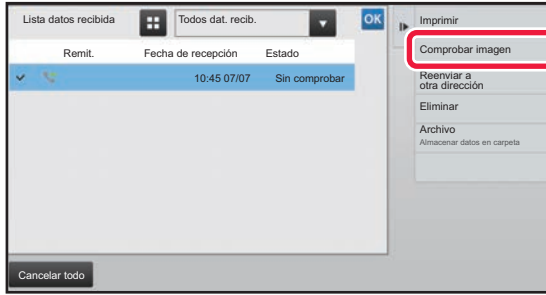 Lista datos recibida
Todos dat. recib.
OK
Imprimir
Remit. Fecha de recepción Estado
Comprobar imagen
10:45 07/07 Sin comprobar
Reenviar a
otra dirección
Eliminar
Archivo
Almacenar datos en carpeta
Cancelar todo